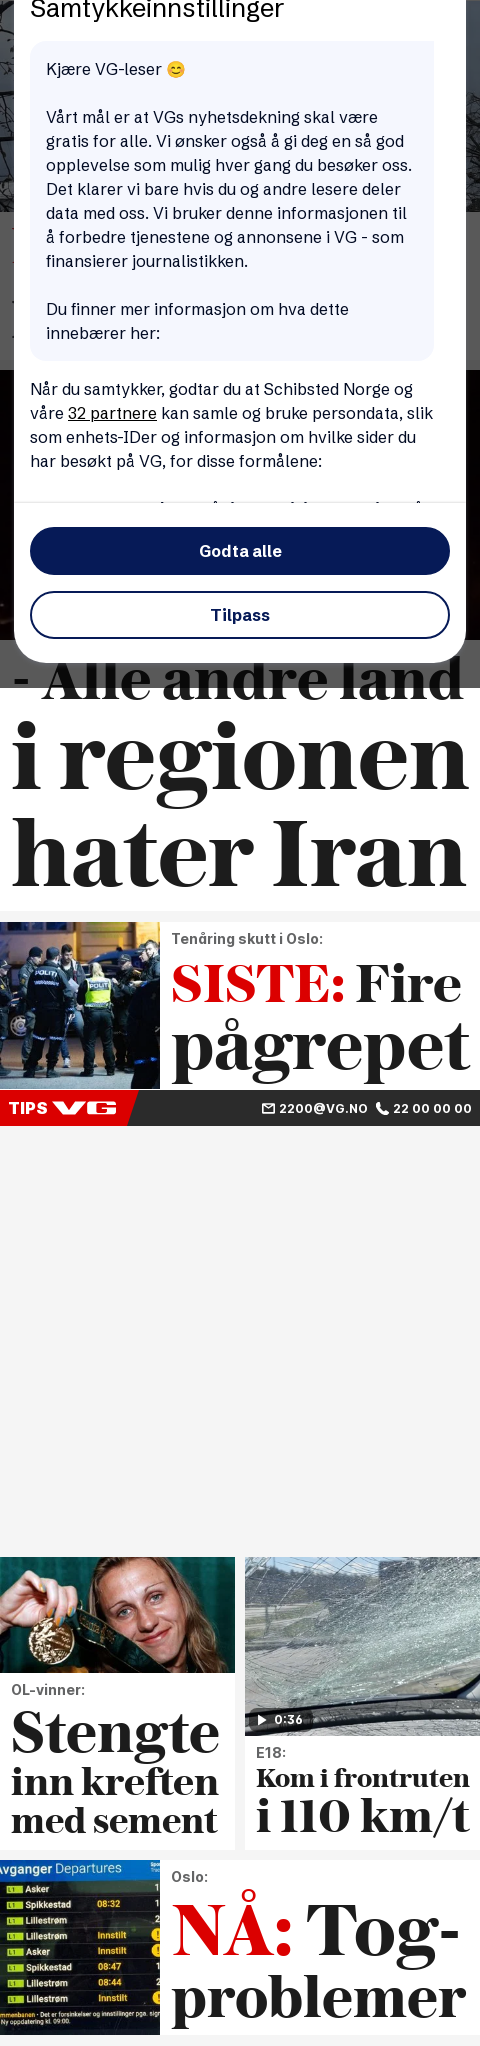 Samtykkeinnstillinger
Kjære VG-leser 😊
Vårt mål er at VGs nyhetsdekning skal være
gratis for alle. Vi ønsker også å gi deg en så god
opplevelse som mulig hver gang du besøker oss.
Det klarer vi bare hvis du og andre lesere deler
data med oss. Vi bruker denne informasjonen til
å forbedre tjenestene og annonsene i VG - som
finansierer journalistikken.
Du finner mer informasjon om hva dette
innebærer her:
Når du samtykker, godtar du at Schibsted Norge og
våre 32 partnere kan samle og bruke persondata, slik
som enhets-IDer og informasjon om hvilke sider du
har besøkt på VG, for disse formålene:
Godta alle
Tilpass
- Alle andre land
i regionen
hater Iran
POLITI
POLITI
Tenåring skutt i Oslo:
SISTE: Fire
pågrepet
TIPS VG
2200@VG.NO 22 00 00 00
OL-vinner:
Stengte
inn kreften
med sement
0:36
E18:
Kom i frontruten
i 110 km/t
Avganger Departures
L1 Asker
L1 Spikkestad 08:32
L1 Lillestrøm
L1 Lillestrøm Innstilt
L1 Asker Innstilt
L1 Spikkestad 08:47
L1 Lillestrøm 08:44
L1 Lillestrøm Innstilt
Det er forsinkelser og innstillinger pga.
Ny oppdatering kl. 09.00.
Oslo:
NÅ: Tog-
problemer